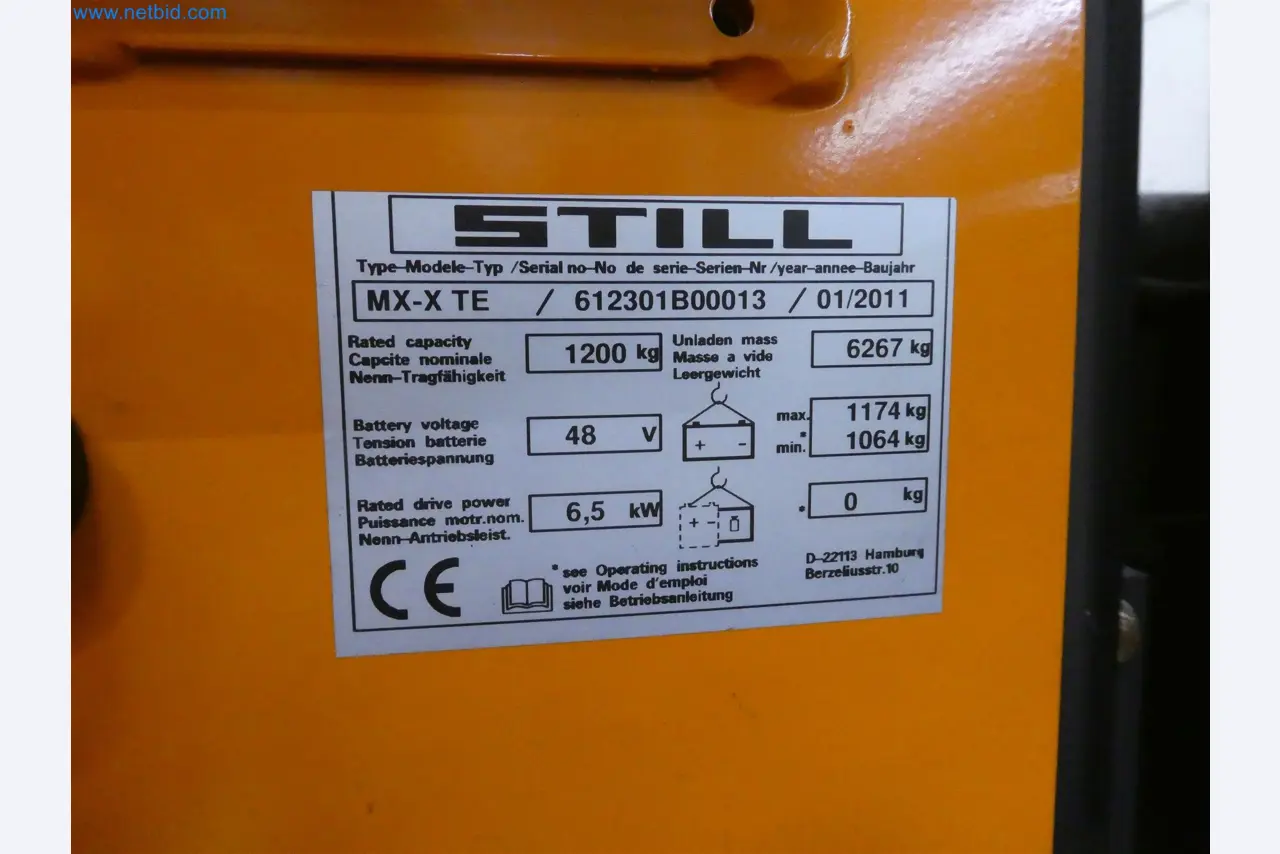 www.netbid.com
STILL
Type-Modele-Typ /Serial no-No de serie-Serien-Nr /year-annee-Baujahr
MX-X TE / 612301B00013 / 01/2011
Rated capacity
Capcite nominale
Nenn-Tragfähigkeit
1200 kg
Unladen mass
Masse a vide
Leergewicht
6267 kg
Battery voltage
Tension batterie
Batteriespannung
48 V
+ -
max. 1174 kg
min.* 1064 kg
Rated drive power
Puissance motr.nom.
Nenn-Antriebsleist.
6,5 kW
+ -
* 0 kg
CE
*see Operating instructions
voir Mode d'emploi
siehe Betriebsanleitung
D-22113 Hamburg
Berzeliusstr.10